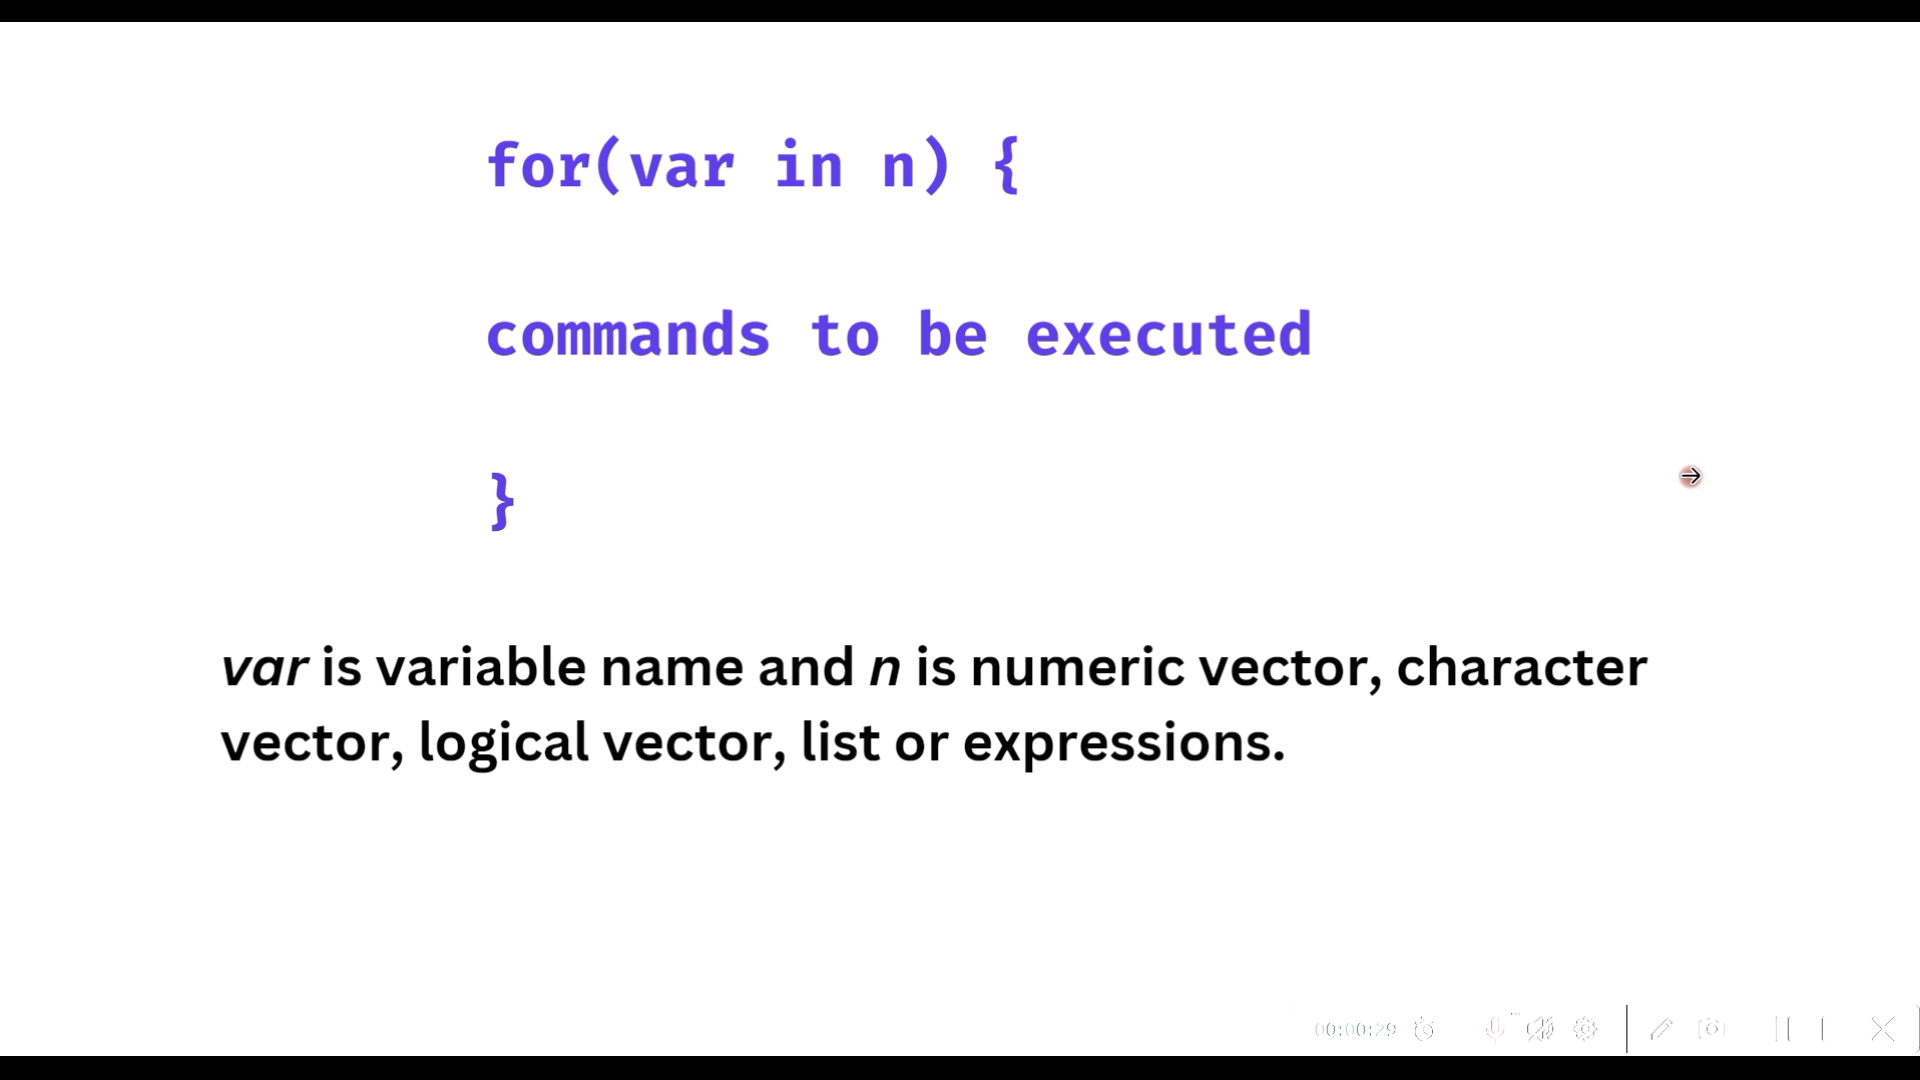 for(var in n) {
commands to be executed
}
var is variable name and n is numeric vector, character
vector, logical vector, list or expressions.
00:00:29